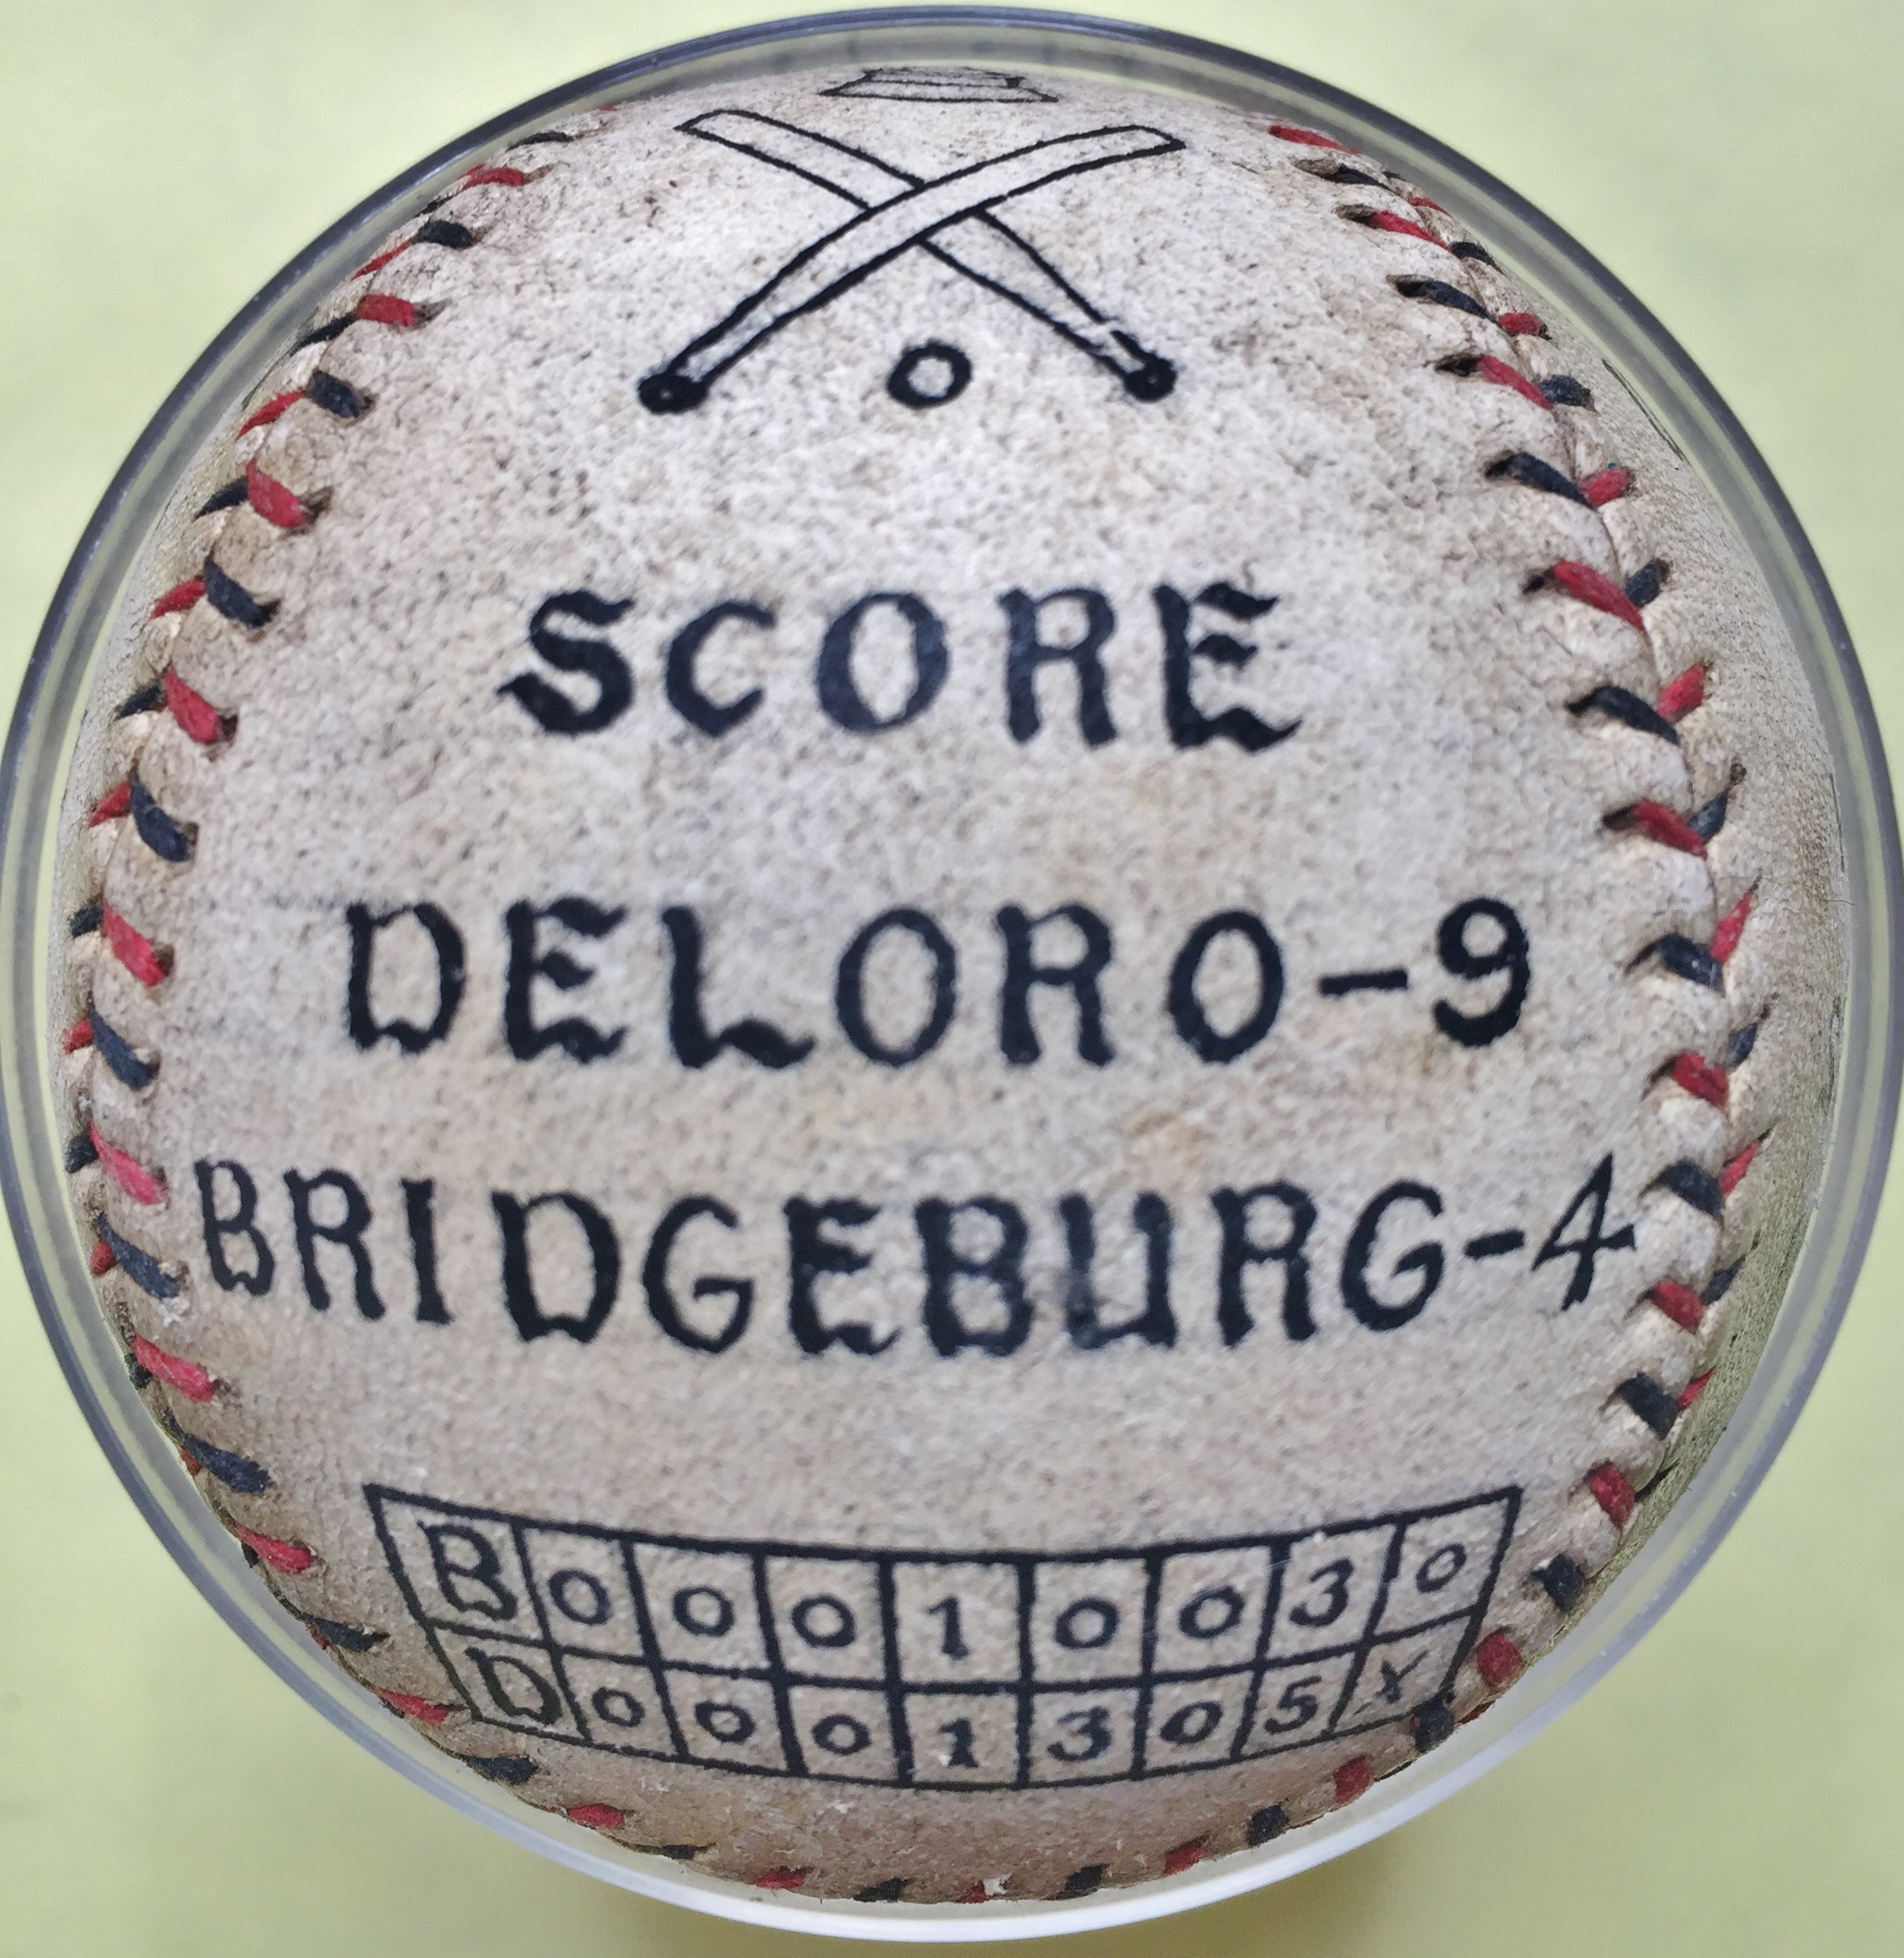 SCORE
DELORO-9
BRIDGEBURG-4
B 0 0 0 1 0 0 3 0
D 0 0 0 1 3 0 5 X